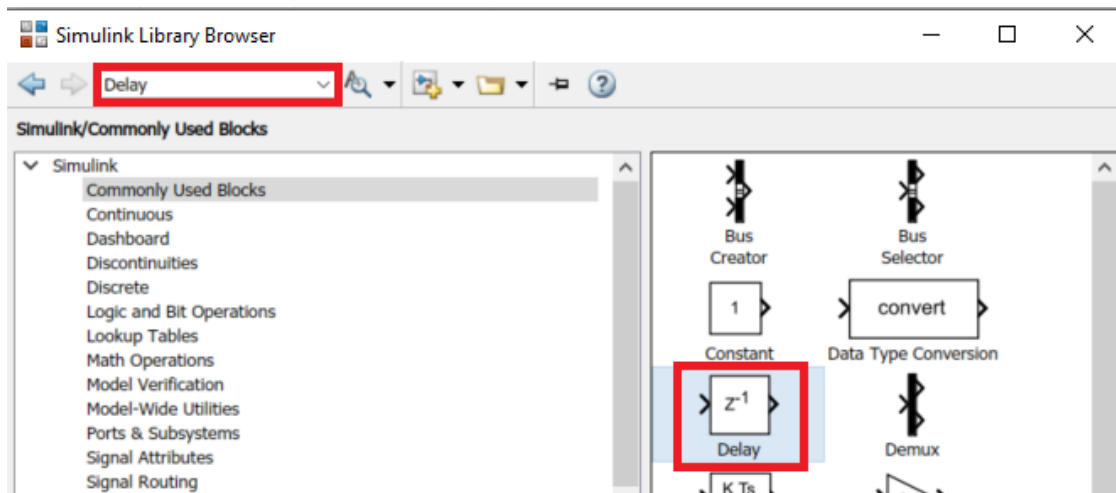 Simulink Library Browser
Delay
Simulink/Commonly Used Blocks
Simulink
Commonly Used Blocks
Continuous
Dashboard
Discontinuities
Discrete
Logic and Bit Operations
Lookup Tables
Math Operations
Model Verification
Model-Wide Utilities
Ports & Subsystems
Signal Attributes
Signal Routing
Bus
Creator
Bus
Selector
1
Constant
convert
Data Type Conversion
z⁻¹
Delay
Demux
K Ts